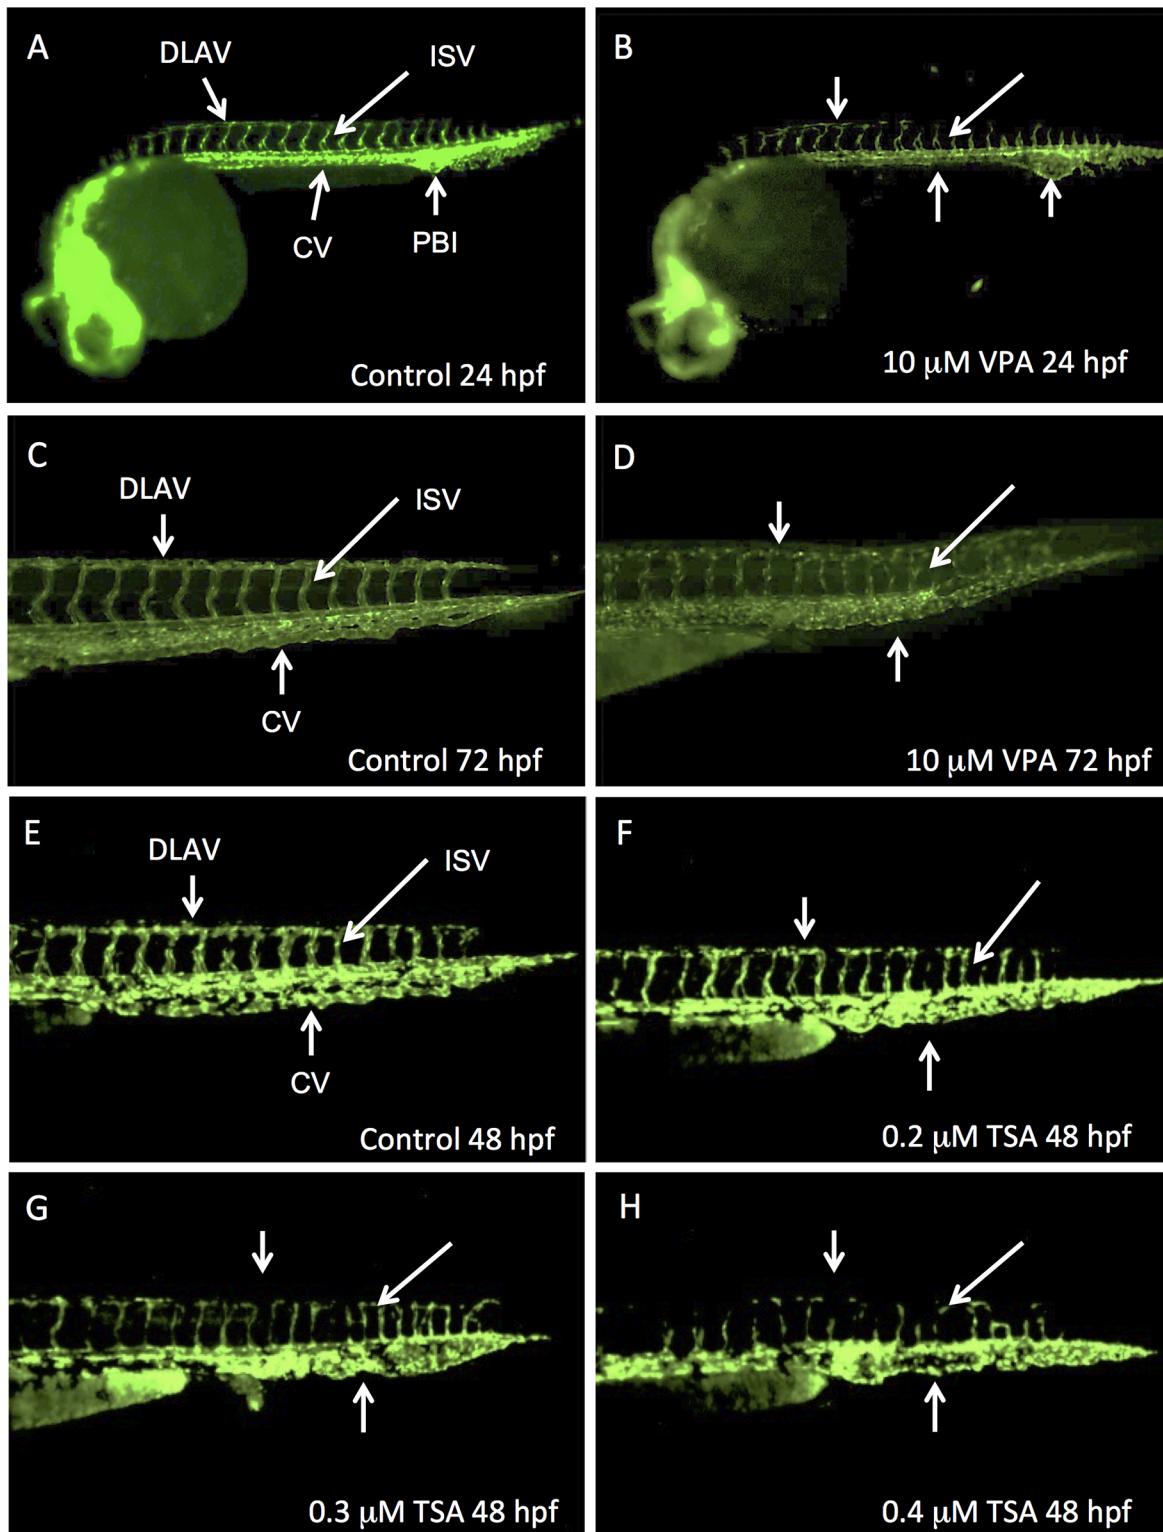 A
DLAV
ISV
CV
PBI
Control 24 hpf
B
10 μM VPA 24 hpf
C
DLAV
ISV
CV
Control 72 hpf
D
10 μM VPA 72 hpf
E
DLAV
ISV
CV
Control 48 hpf
F
0.2 μM TSA 48 hpf
G
0.3 μM TSA 48 hpf
H
0.4 μM TSA 48 hpf